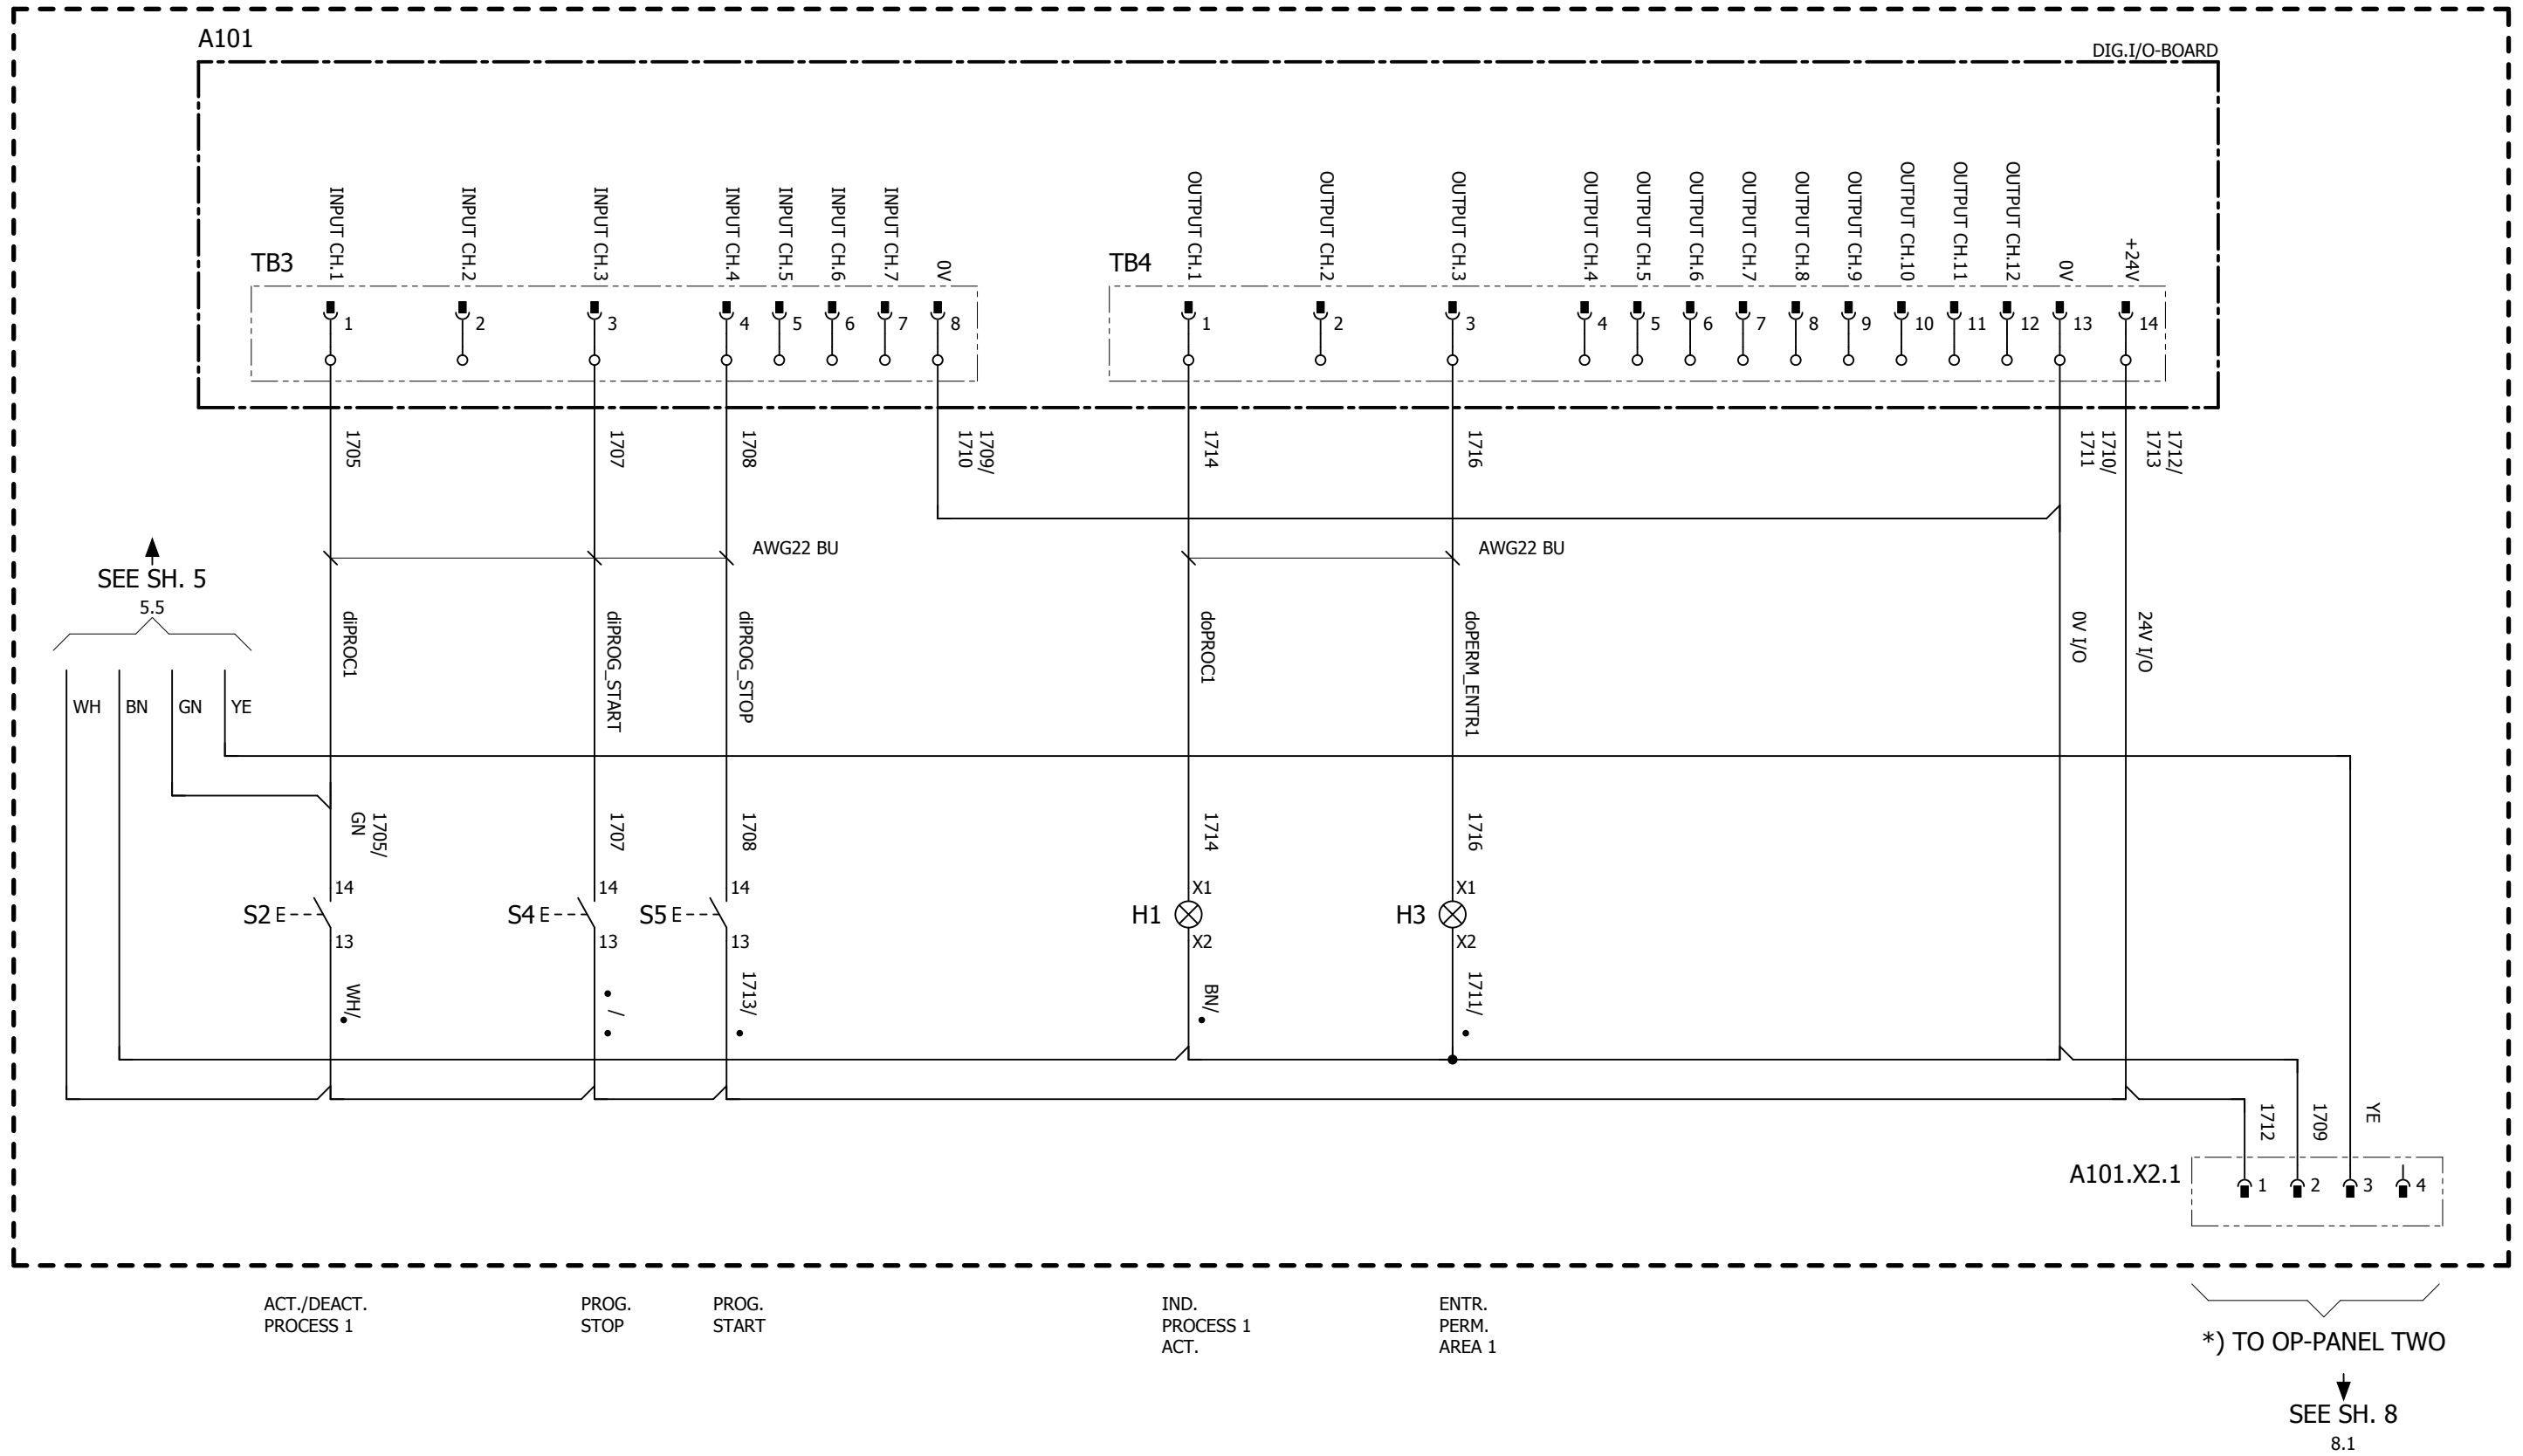 A101
DIG.I/O-BOARD
INPUT CH.1
INPUT CH.2
INPUT CH.3
INPUT CH.4
INPUT CH.5
INPUT CH.6
INPUT CH.7
0V
OUTPUT CH.1
OUTPUT CH.2
OUTPUT CH.3
OUTPUT CH.4
OUTPUT CH.5
OUTPUT CH.6
OUTPUT CH.7
OUTPUT CH.8
OUTPUT CH.9
OUTPUT CH.10
OUTPUT CH.11
OUTPUT CH.12
0V
+24V
TB3
1
2
3
4
5
6
7
8
TB4
1
2
3
4
5
6
7
8
9
10
11
12
13
14
1705
1707
1708
1709/
1710
1714
1716
1710/
1711
1712/
1713
AWG22 BU
AWG22 BU
SEE SH. 5
5.5
diPROC1
diPROG_START
diPROG_STOP
doPROC1
doPERM_ENTR1
0V I/O
24V I/O
WH
BN
GN
YE
1705/
GN
1707
1708
1714
1716
S2 E
14
13
S4 E
14
13
S5 E
14
13
H1
X1
X2
H3
X1
X2
WH/
•
• /
•
1713/
•
BN/
•
1711/
•
1712
1709
YE
A101.X2.1
1
2
3
4
ACT./DEACT.
PROCESS 1
PROG.
STOP
PROG.
START
IND.
PROCESS 1
ACT.
ENTR.
PERM.
AREA 1
*) TO OP-PANEL TWO
SEE SH. 8
8.1